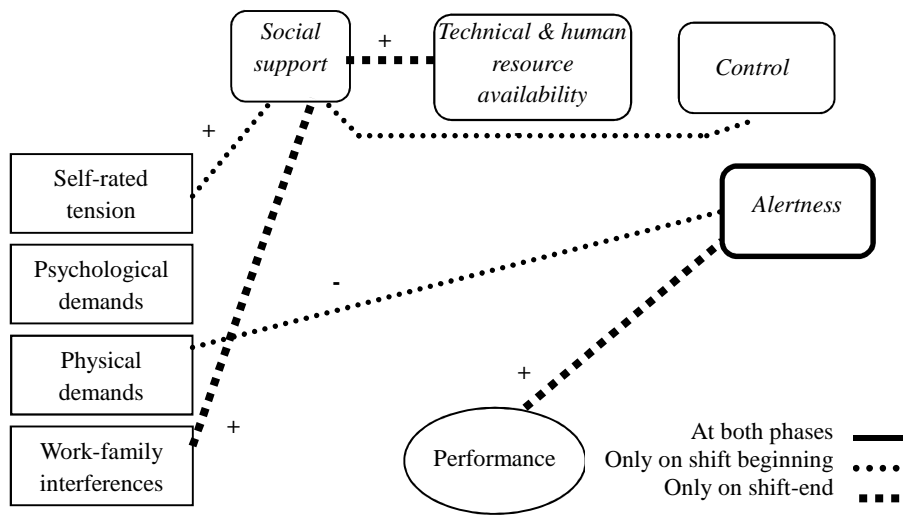 Social
support
+
Technical & human
resource
availability
Control
-
+
Self-rated
tension
Alertness
Psychological
demands
-
Physical
demands
+
+
Work-family
interferences
Performance
At both phases
Only on shift beginning
Only on shift-end